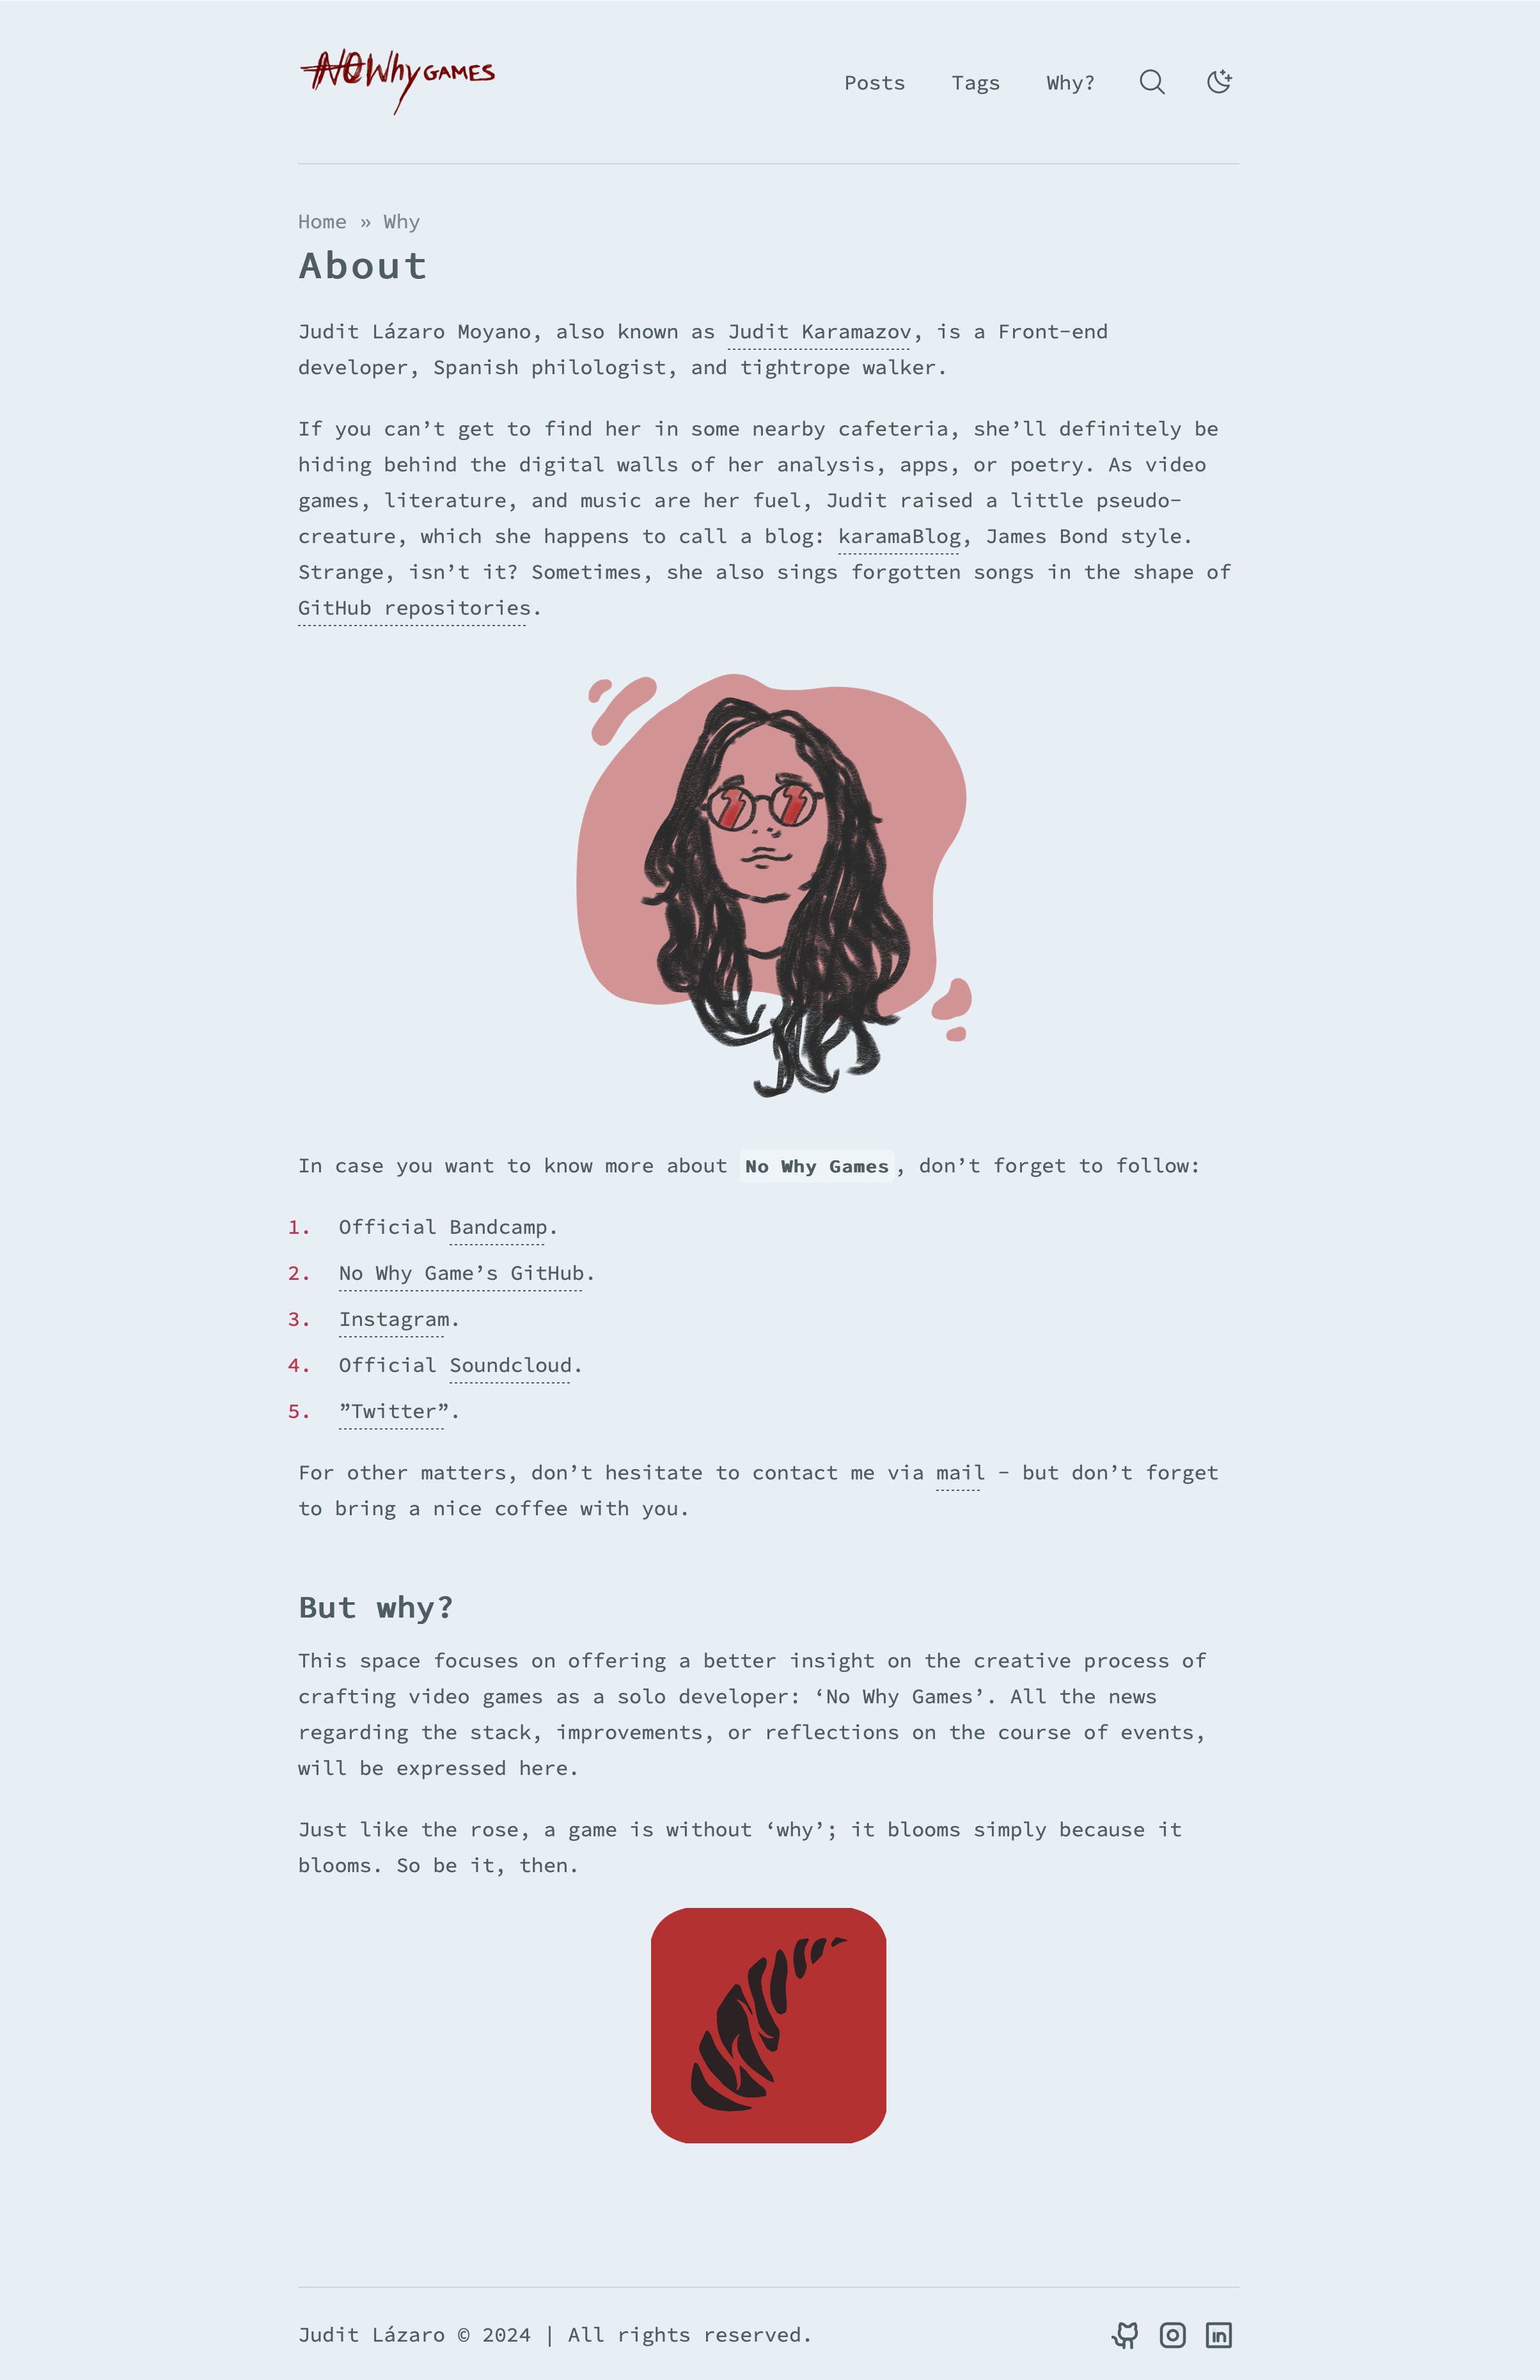 NO Why GAMES
Posts Tags Why?
Home » Why
About
Judit Lázaro Moyano, also known as Judit Karamazov, is a Front-end
developer, Spanish philologist, and tightrope walker.
If you can’t get to find her in some nearby cafeteria, she’ll definitely be
hiding behind the digital walls of her analysis, apps, or poetry. As video
games, literature, and music are her fuel, Judit raised a little pseudo-
creature, which she happens to call a blog: karamaBlog, James Bond style.
Strange, isn’t it? Sometimes, she also sings forgotten songs in the shape of
GitHub repositories.
In case you want to know more about No Why Games, don’t forget to follow:
1. Official Bandcamp.
2. No Why Game’s GitHub.
3. Instagram.
4. Official Soundcloud.
5. ”Twitter”.
For other matters, don’t hesitate to contact me via mail - but don’t forget
to bring a nice coffee with you.
But why?
This space focuses on offering a better insight on the creative process of
crafting video games as a solo developer: ‘No Why Games’. All the news
regarding the stack, improvements, or reflections on the course of events,
will be expressed here.
Just like the rose, a game is without ‘why’; it blooms simply because it
blooms. So be it, then.
Judit Lázaro © 2024 | All rights reserved.